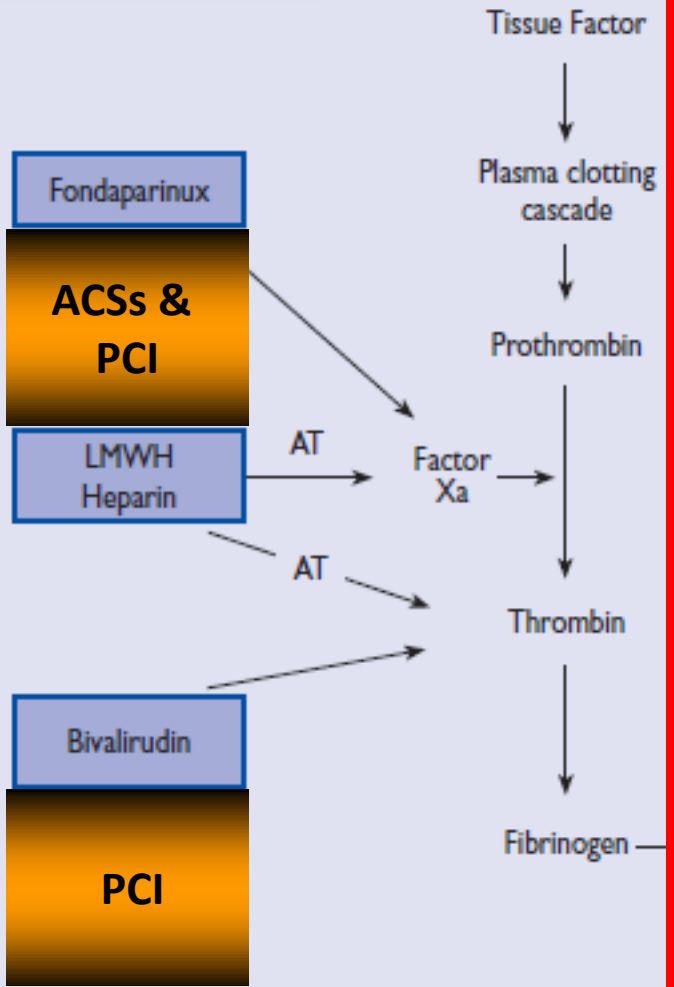 Tissue Factor
Fondaparinux
Plasma clotting
cascade
ACSs &
PCI
Prothrombin
LMWH
Heparin
AT
Factor
Xa
AT
Thrombin
Bivalirudin
Fibrinogen
PCI